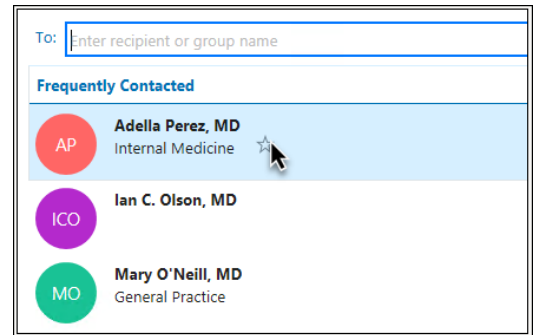 To: Enter recipient or group name
Frequently Contacted
AP
Adella Perez, MD
Internal Medicine
ICO
Ian C. Olson, MD
MO
Mary O'Neill, MD
General Practice